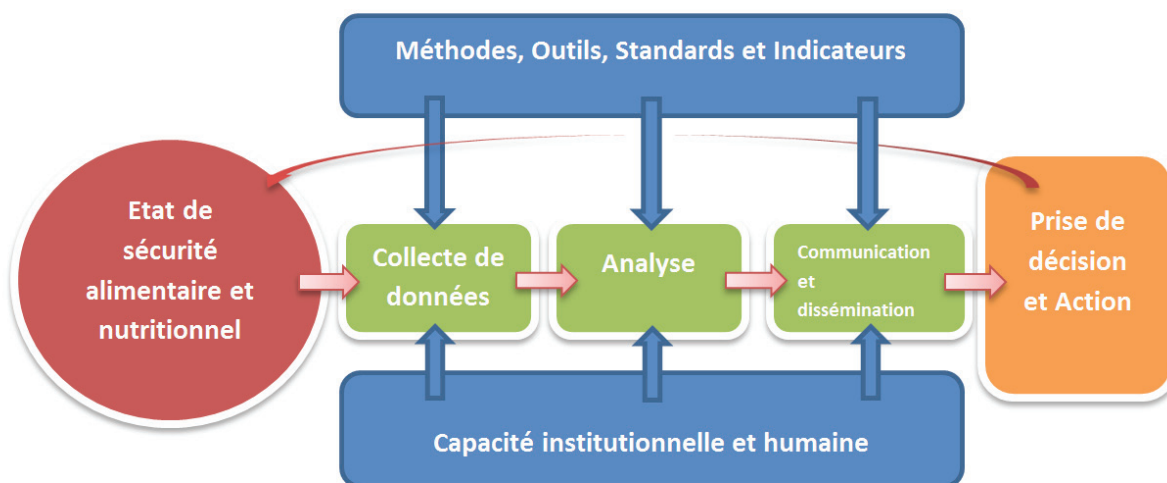 Méthodes, Outils, Standards et Indicateurs
Etat de
sécurité
alimentaire et
nutritionnel
Collecte de
données
Analyse
Communication
et
dissémination
Prise de
décision
et Action
Capacité institutionnelle et humaine